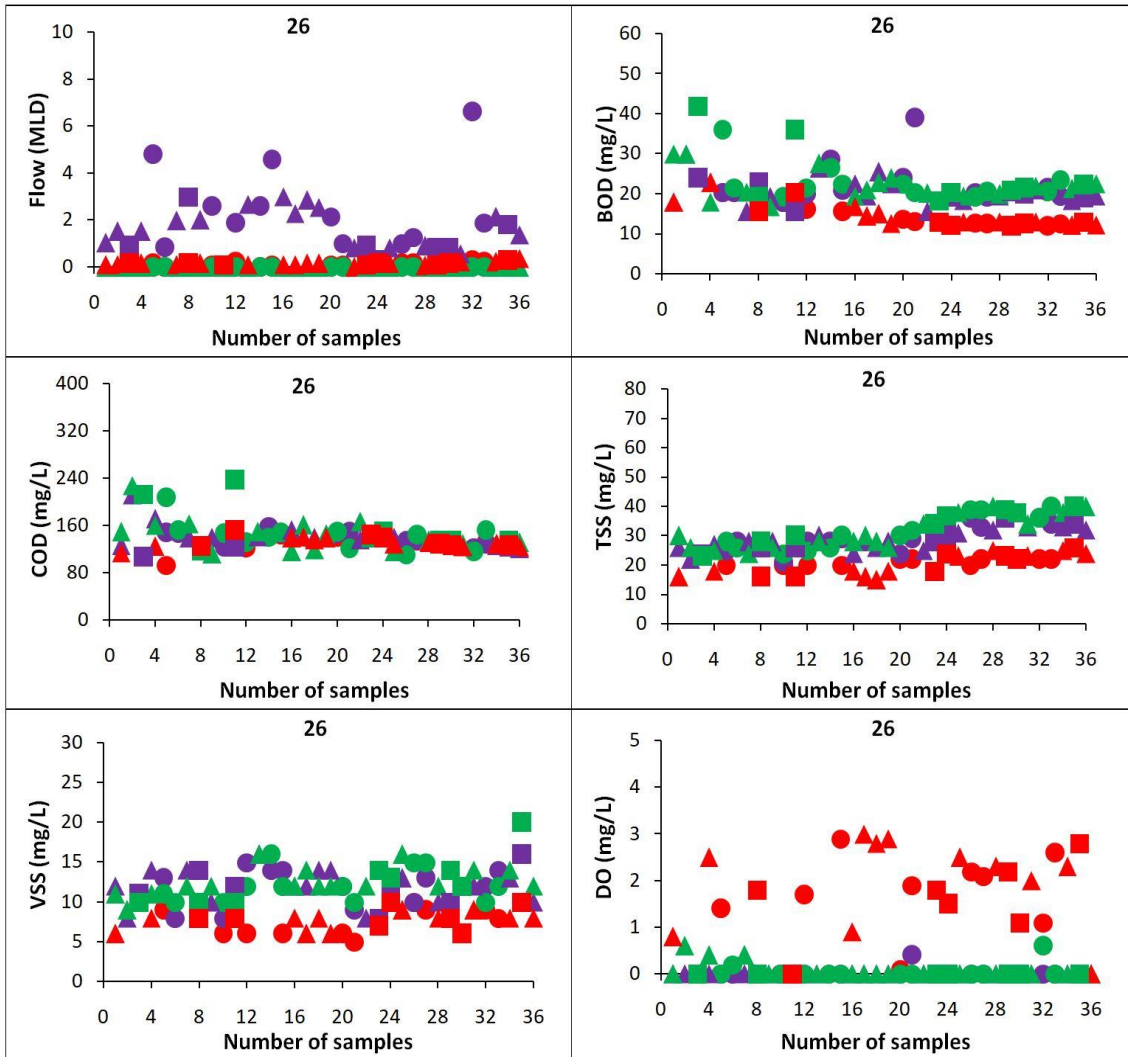 26
Flow (MLD)
10
8
6
4
2
0
0 4 8 12 16 20 24 28 32 36
Number of samples
26
BOD (mg/L)
60
50
40
30
20
10
0
0 4 8 12 16 20 24 28 32 36
Number of samples
26
COD (mg/L)
400
320
240
160
80
0
0 4 8 12 16 20 24 28 32 36
Number of samples
26
TSS (mg/L)
80
70
60
50
40
30
20
10
0
0 4 8 12 16 20 24 28 32 36
Number of samples
26
VSS (mg/L)
30
25
20
15
10
5
0
0 4 8 12 16 20 24 28 32 36
Number of samples
26
DO (mg/L)
5
4
3
2
1
0
0 4 8 12 16 20 24 28 32 36
Number of samples